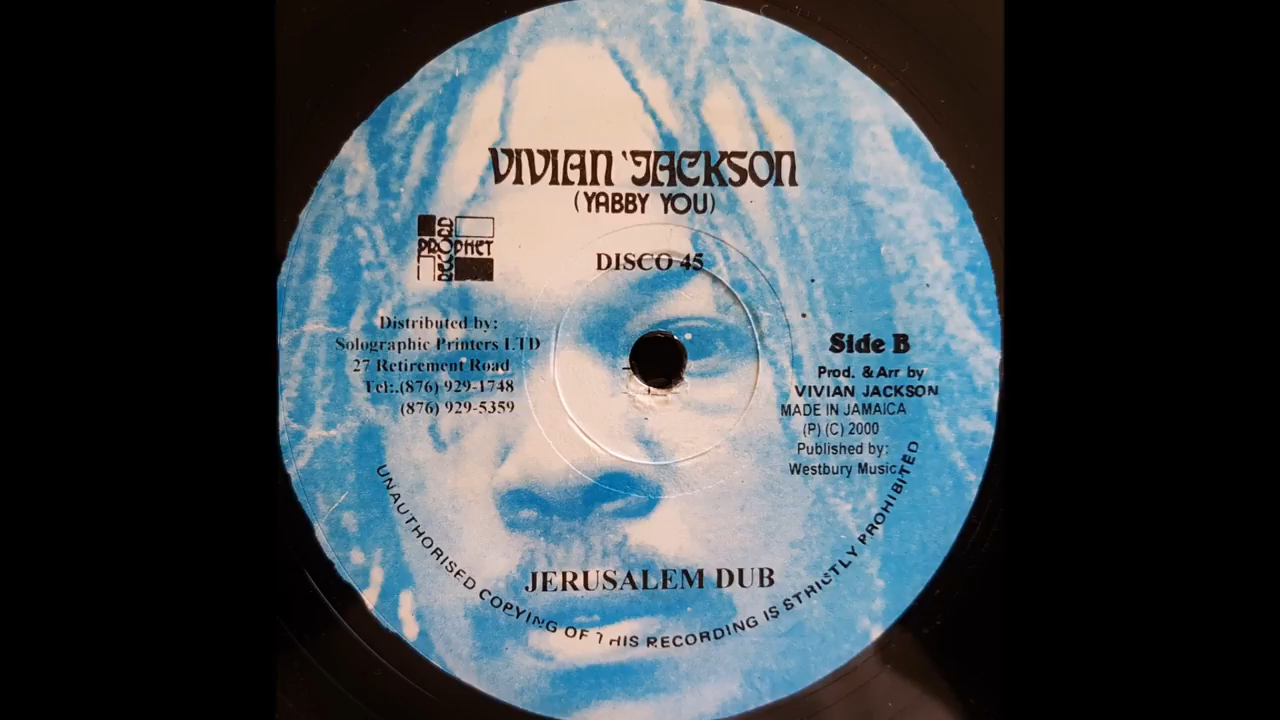 VIVIAN JACKSON
(YABBY YOU)
PROPHET
RECORD
DISCO 45
Distributed by:
Solographic Printers LTD
27 Retirement Road
Tel:.(876) 929-1748
(876) 929-5359
Side B
Prod. & Arr by
VIVIAN JACKSON
MADE IN JAMAICA
(P) (C) 2000
Published by:
Westbury Music
JERUSALEM DUB
UNAUTHORISED COPYING OF THIS RECORDING IS STRICTLY PROHIBITED